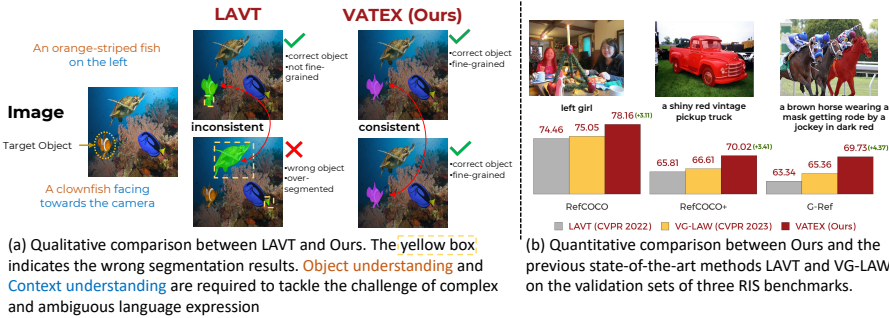 LAVT
VATEX (Ours)
An orange-striped fish
on the left
Image
Target Object
A clownfish facing
towards the camera
•correct object
•not fine-
grained
inconsistent
•wrong object
•over-
segmented
•correct object
•fine-grained
consistent
•correct object
•fine-grained
(a) Qualitative comparison between LAVT and Ours. The yellow box
indicates the wrong segmentation results. Object understanding and
Context understanding are required to tackle the challenge of complex
and ambiguous language expression
left girl
a shiny red vintage
pickup truck
a brown horse wearing a
mask getting rode by a
jockey in dark red
74.46 75.05 78.16 (+3.11)
65.81 66.61 70.02 (+3.41)
63.34 65.36 69.73 (+4.37)
RefCOCO RefCOCO+ G-Ref
LAVT (CVPR 2022) VG-LAW (CVPR 2023) VATEX (Ours)
(b) Quantitative comparison between Ours and the
previous state-of-the-art methods LAVT and VG-LAW
on the validation sets of three RIS benchmarks.